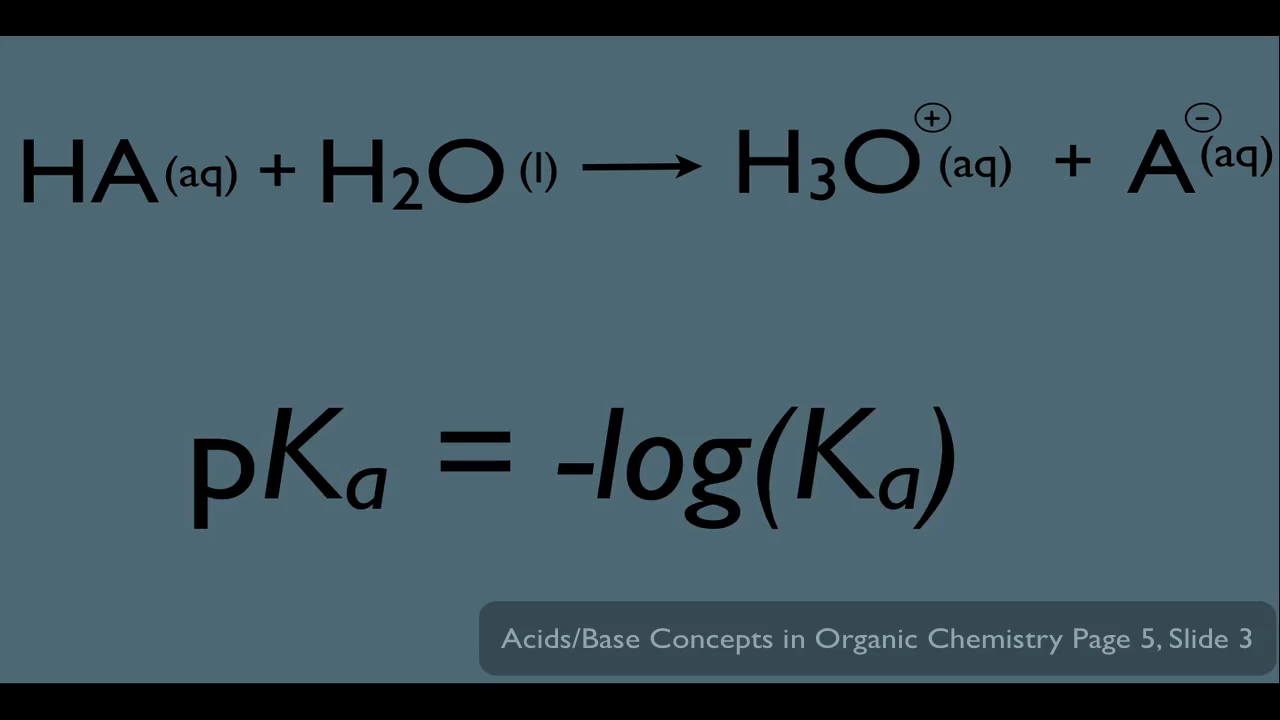 HA(aq) + H₂O (l) ⟶ H₃O⊕(aq) + A⊖(aq)
pKₐ = -log(Kₐ)
Acids/Base Concepts in Organic Chemistry Page 5, Slide 3